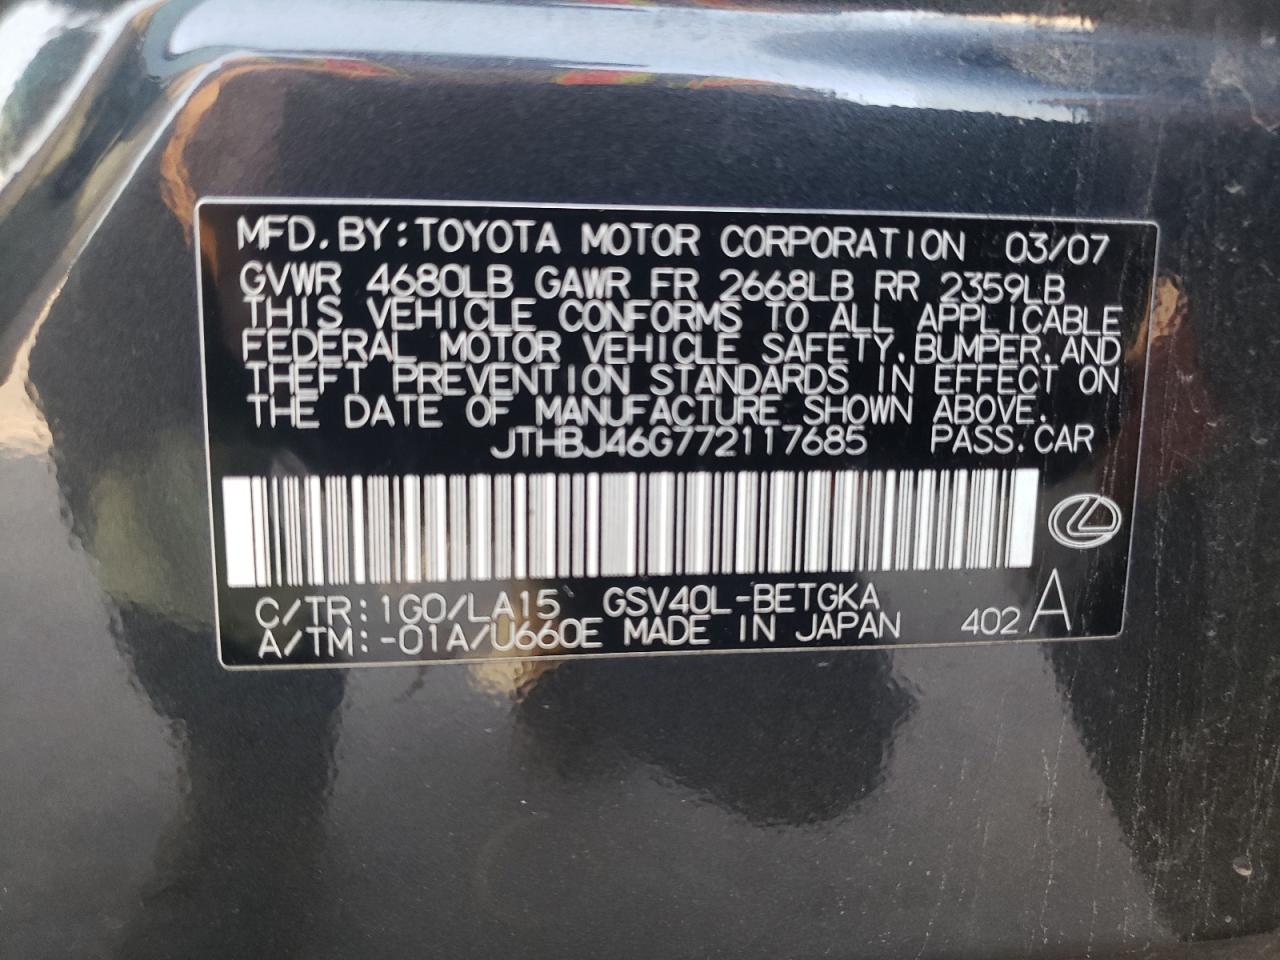 MFD.BY:TOYOTA MOTOR CORPORATION 03/07
GVWR 4680LB GAWR FR 2668LB RR 2359LB
THIS VEHICLE CONFORMS TO ALL APPLICABLE
FEDERAL MOTOR VEHICLE SAFETY,BUMPER,AND
THEFT PREVENTION STANDARDS IN EFFECT ON
THE DATE OF MANUFACTURE SHOWN ABOVE.
JTHBJ46G772117685 PASS.CAR
C/TR:1G0/LA15 GSV40L-BETGKA
A/TM:-01A/U660E MADE IN JAPAN 402 A